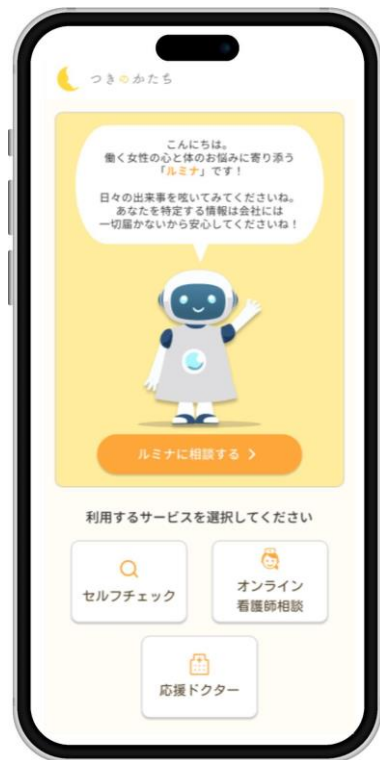 つきのかたち
こんにちは。
働く女性の心と体のお悩みに寄り添う
「ルミナ」です！
日々の出来事を呟いてみてくださいね。
あなたを特定する情報は会社には
一切届かないから安心してくださいね！
ルミナに相談する
利用するサービスを選択してください
セルフチェック
オンライン
看護師相談
応援ドクター